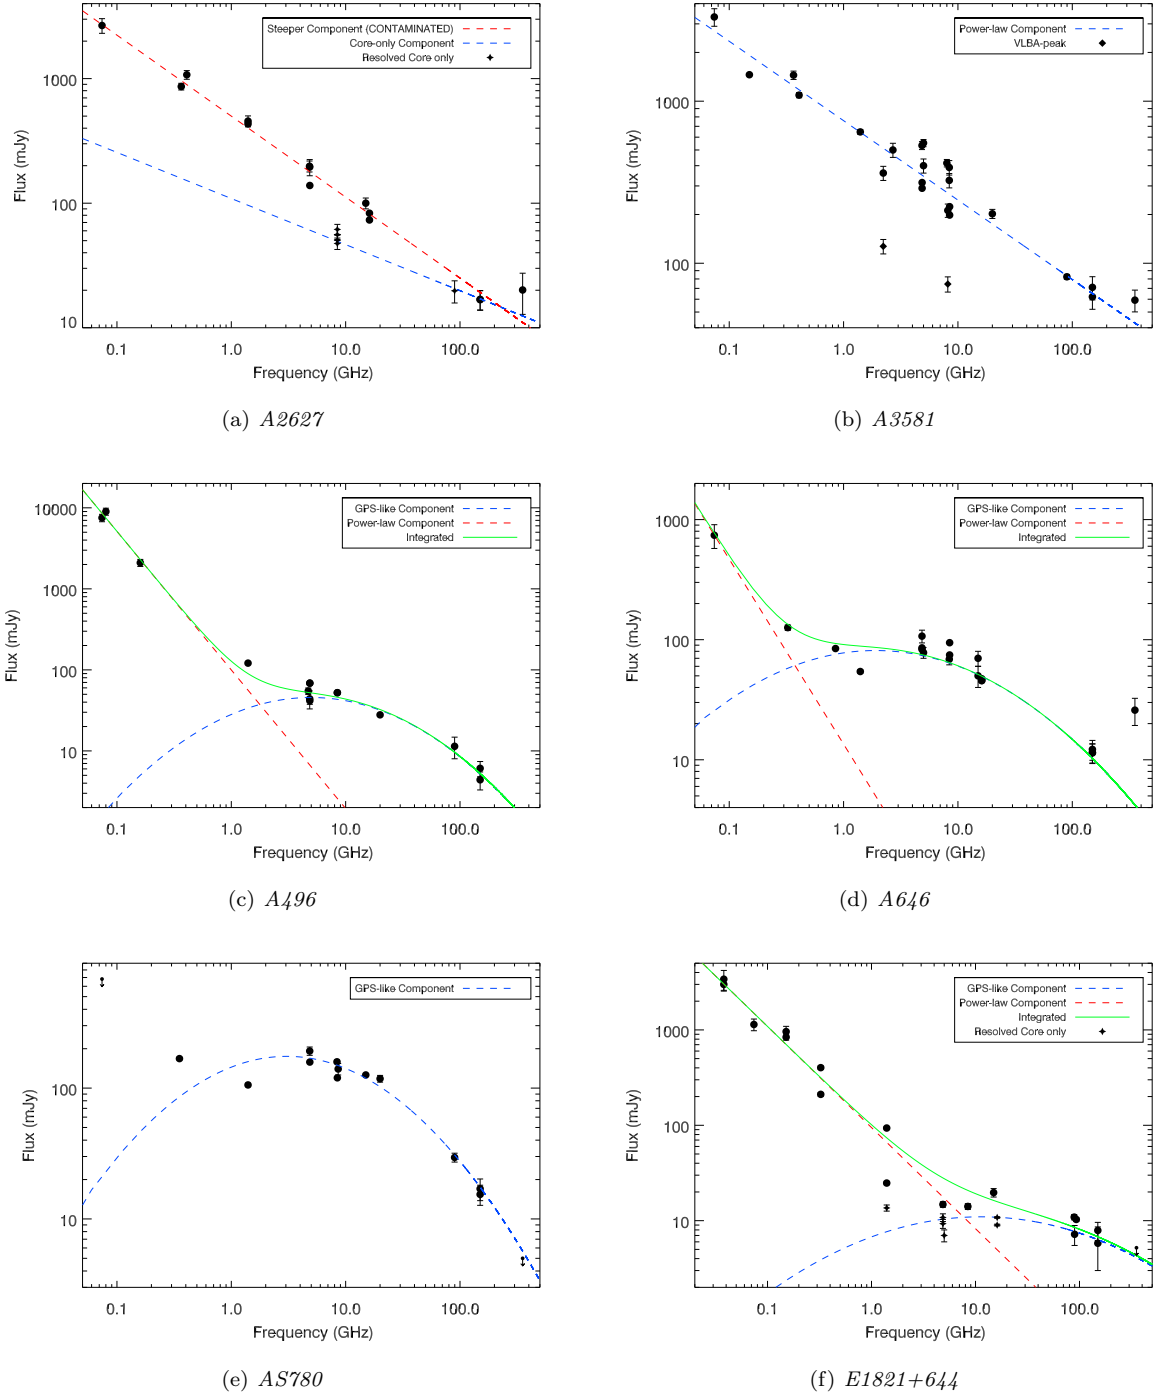 Steeper Component (CONTAMINATED)
Core-only Component
Resolved Core only
1000
100
10
Flux (mJy)
0.1 1.0 10.0 100.0
Frequency (GHz)
(a) A2627
Power-law Component
VLBA-peak
1000
100
Flux (mJy)
0.1 1.0 10.0 100.0
Frequency (GHz)
(b) A3581
GPS-like Component
Power-law Component
Integrated
10000
1000
100
10
Flux (mJy)
0.1 1.0 10.0 100.0
Frequency (GHz)
(c) A496
GPS-like Component
Power-law Component
Integrated
1000
100
10
Flux (mJy)
0.1 1.0 10.0 100.0
Frequency (GHz)
(d) A646
GPS-like Component
100
10
Flux (mJy)
0.1 1.0 10.0 100.0
Frequency (GHz)
(e) AS780
GPS-like Component
Power-law Component
Integrated
Resolved Core only
1000
100
10
Flux (mJy)
0.1 1.0 10.0 100.0
Frequency (GHz)
(f) E1821+644